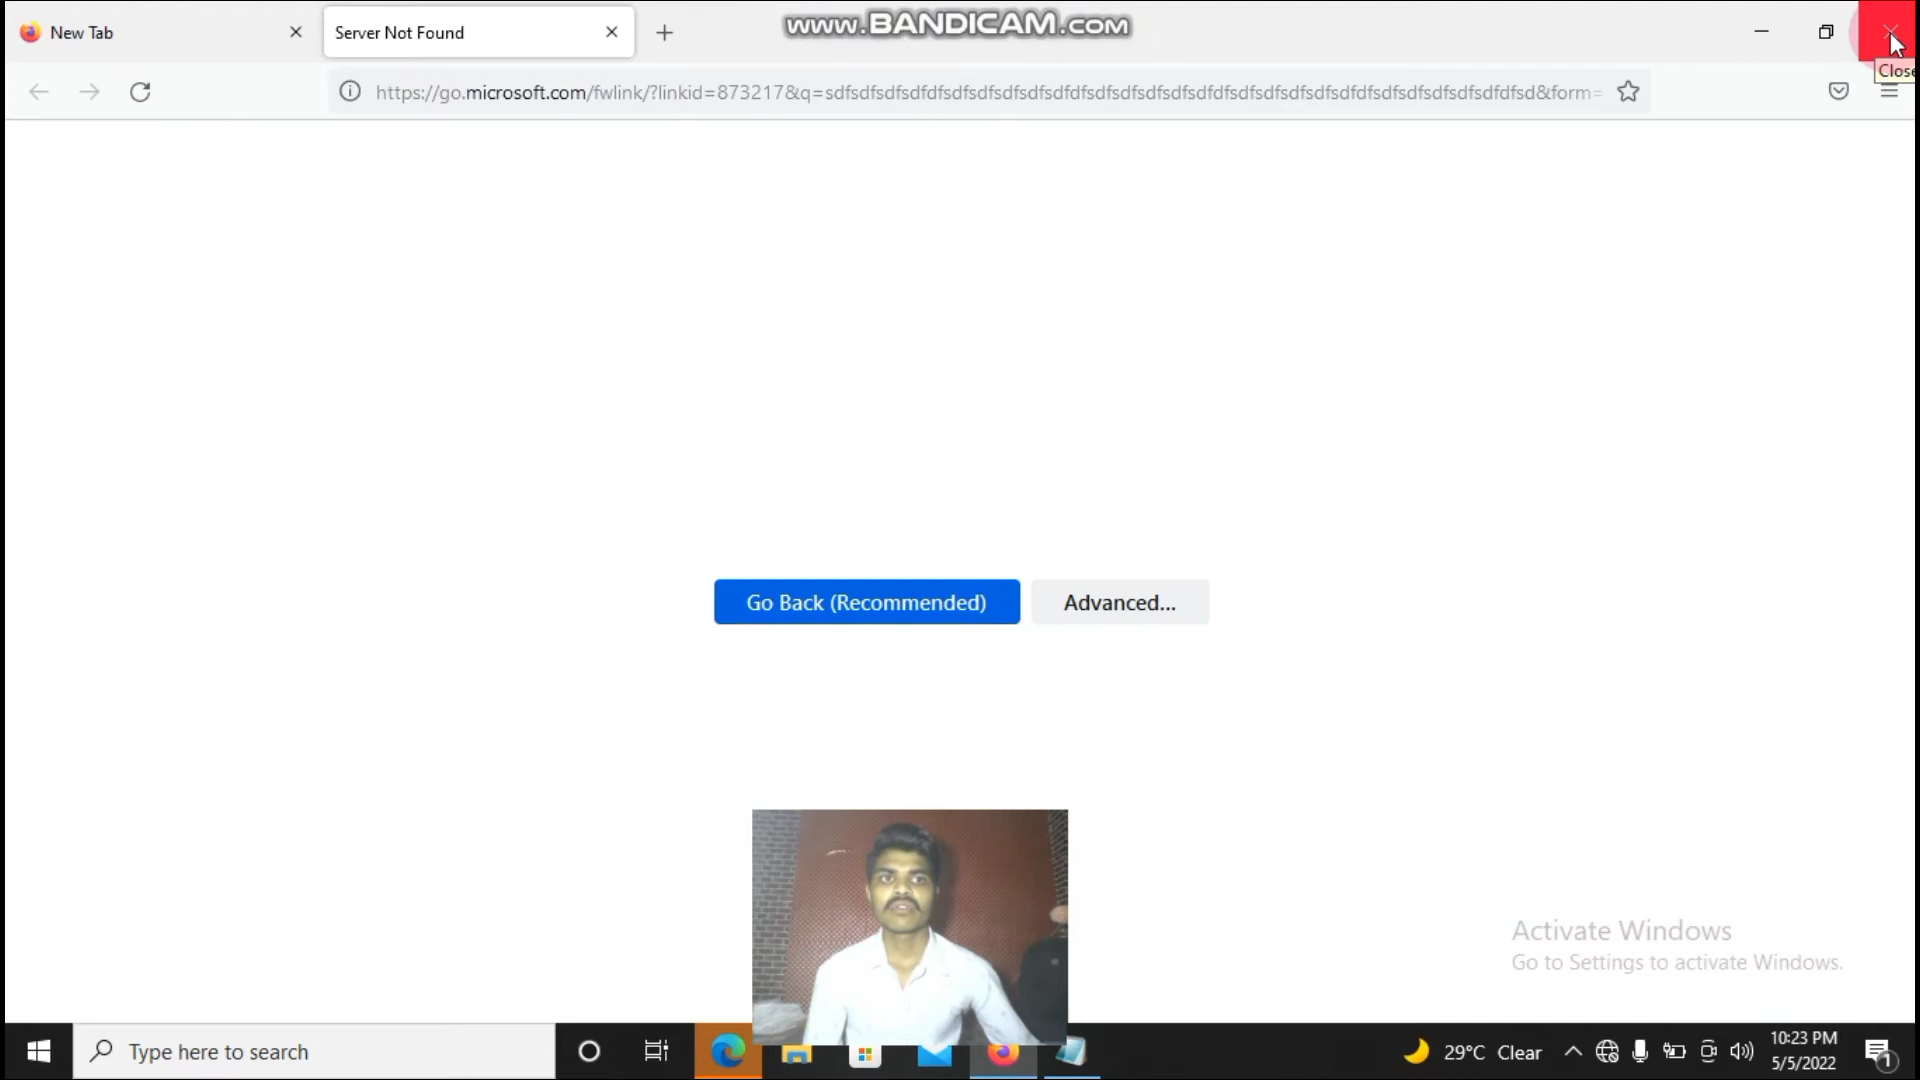 New Tab
Server Not Found
www.BANDICAM.com
Close
https://go.microsoft.com/fwlink/?linkid=873217&q=sdfsdfsdfsdfdfsdfsdfsdfsdfsdfsdfdfsdfsdfsdfsdfsdfdfsdfsdfsdfsdfsdfsdfdfsdfsdfsdfsdfsdfdfsd&form=
Go Back (Recommended)
Advanced...
Activate Windows
Go to Settings to activate Windows.
Type here to search
29°C Clear
10:23 PM
5/5/2022
1